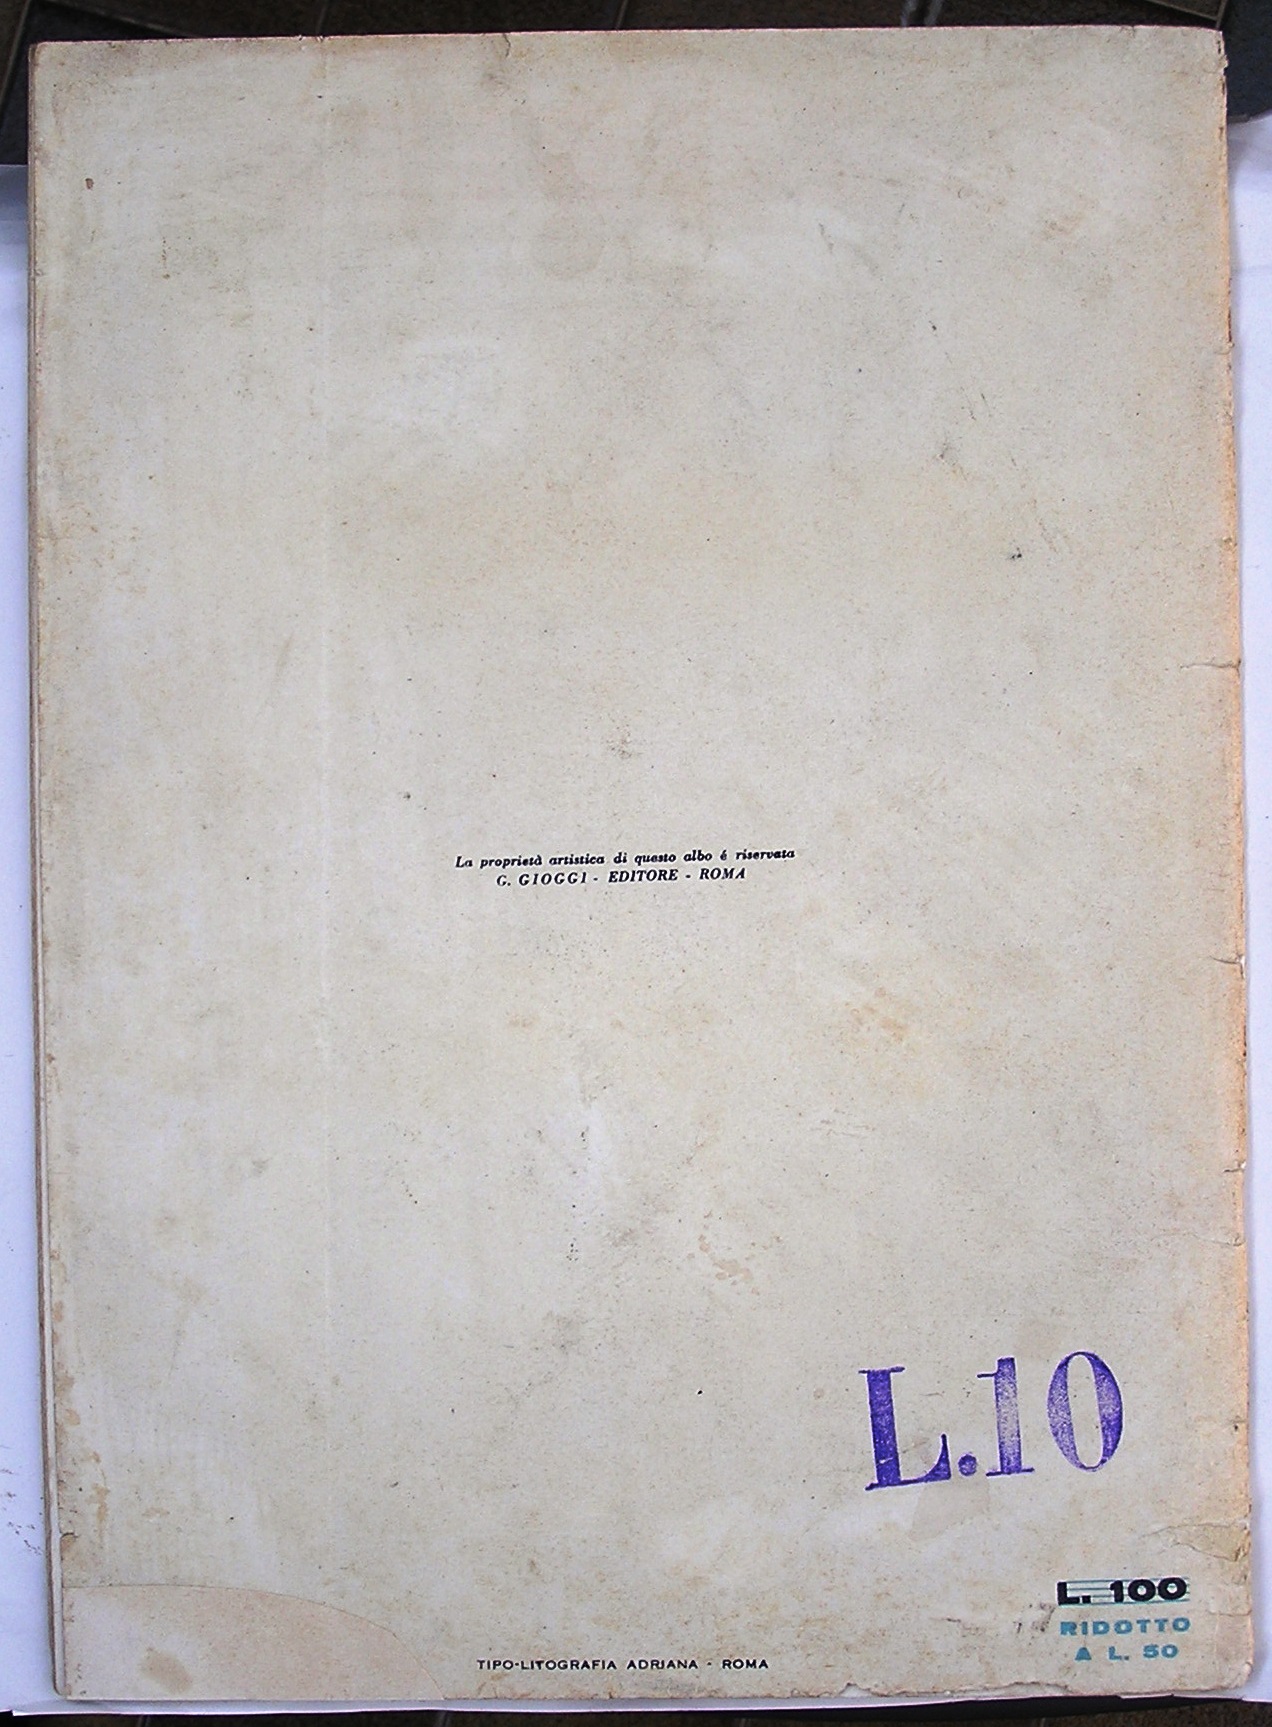 La proprietà artistica di questo albo é riservata
G. GIOGGI - EDITORE - ROMA
L.10
L. 100
RIDOTTO
A L. 50
TIPO-LITOGRAFIA ADRIANA - ROMA